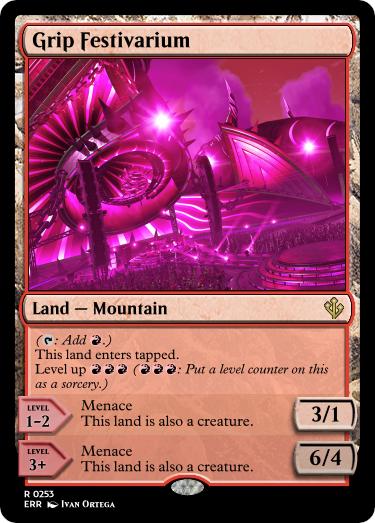 Grip Festivarium
Land — Mountain
({T}: Add {R}.)
This land enters tapped.
Level up {R}{R}{R} ({R}{R}{R}: Put a level counter on this
as a sorcery.)
LEVEL
1-2
Menace
This land is also a creature.
3/1
LEVEL
3+
Menace
This land is also a creature.
6/4
R 0253
ERR Ivan Ortega